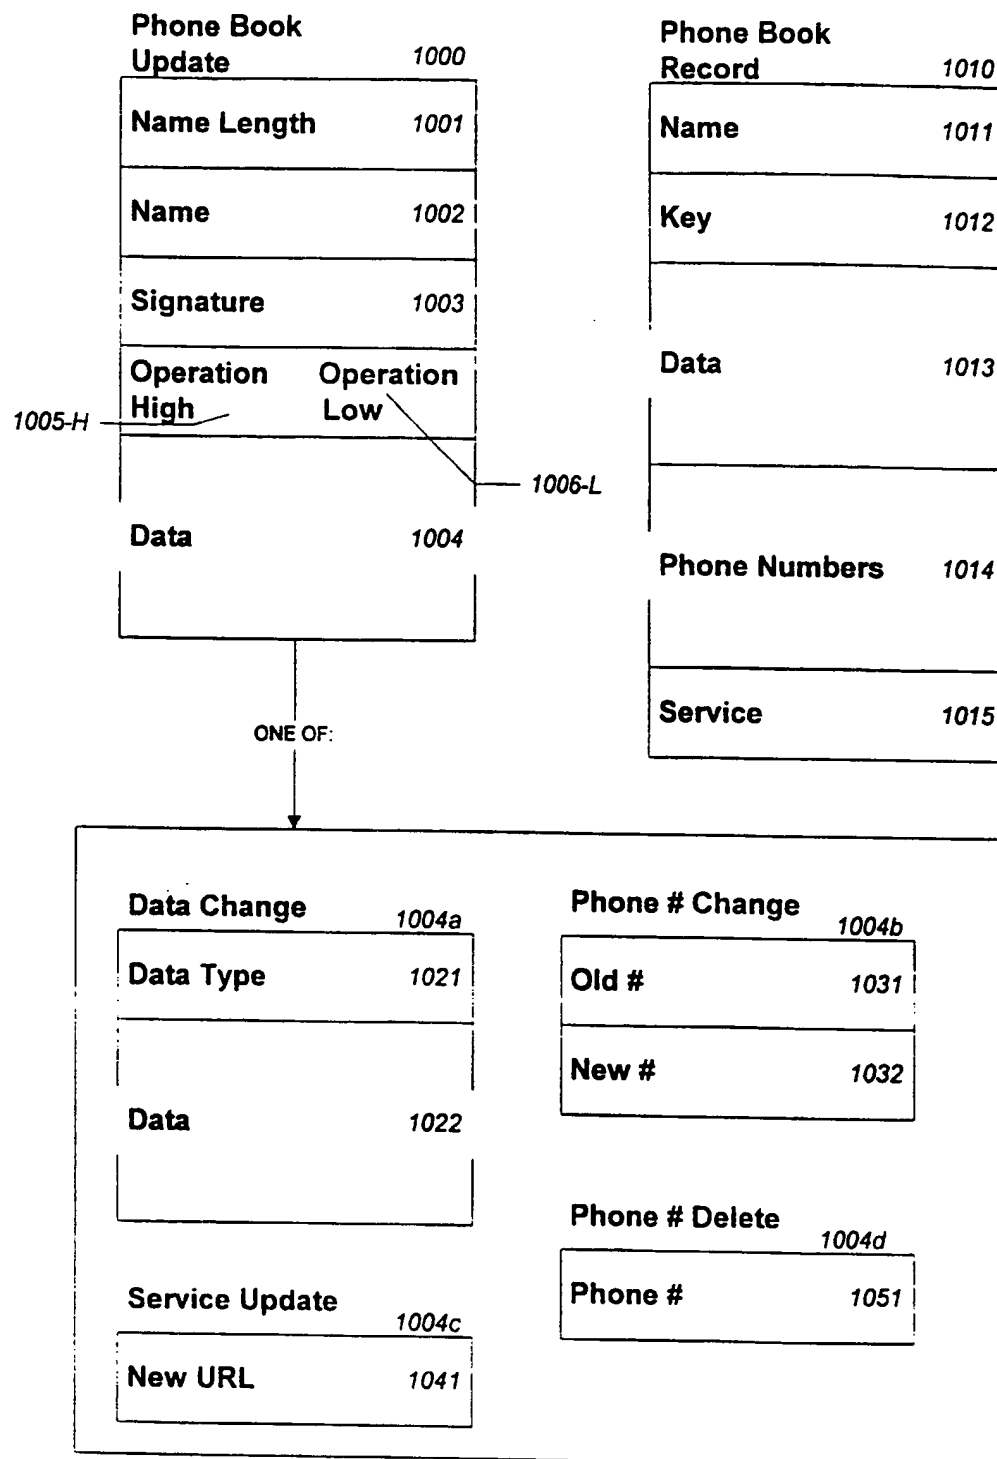 Phone Book
Update 1000
Name Length 1001
Name 1002
Signature 1003
Operation High Operation Low
1005-H
1006-L
Data 1004
Phone Book
Record 1010
Name 1011
Key 1012
Data 1013
Phone Numbers 1014
Service 1015
ONE OF:
Data Change 1004a
Data Type 1021
Data 1022
Phone # Change 1004b
Old # 1031
New # 1032
Service Update 1004c
New URL 1041
Phone # Delete 1004d
Phone # 1051